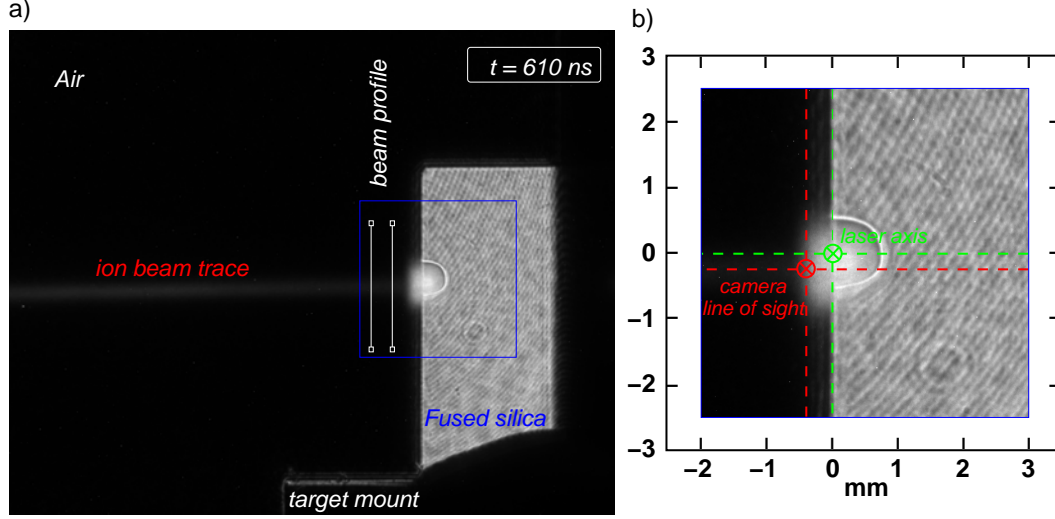 a)
Air
t = 610 ns
beam profile
ion beam trace
Fused silica
target mount
b)
3
2
1
0
−1
−2
−3
laser axis
camera
line of sight
−2 −1 0 1 2 3
mm